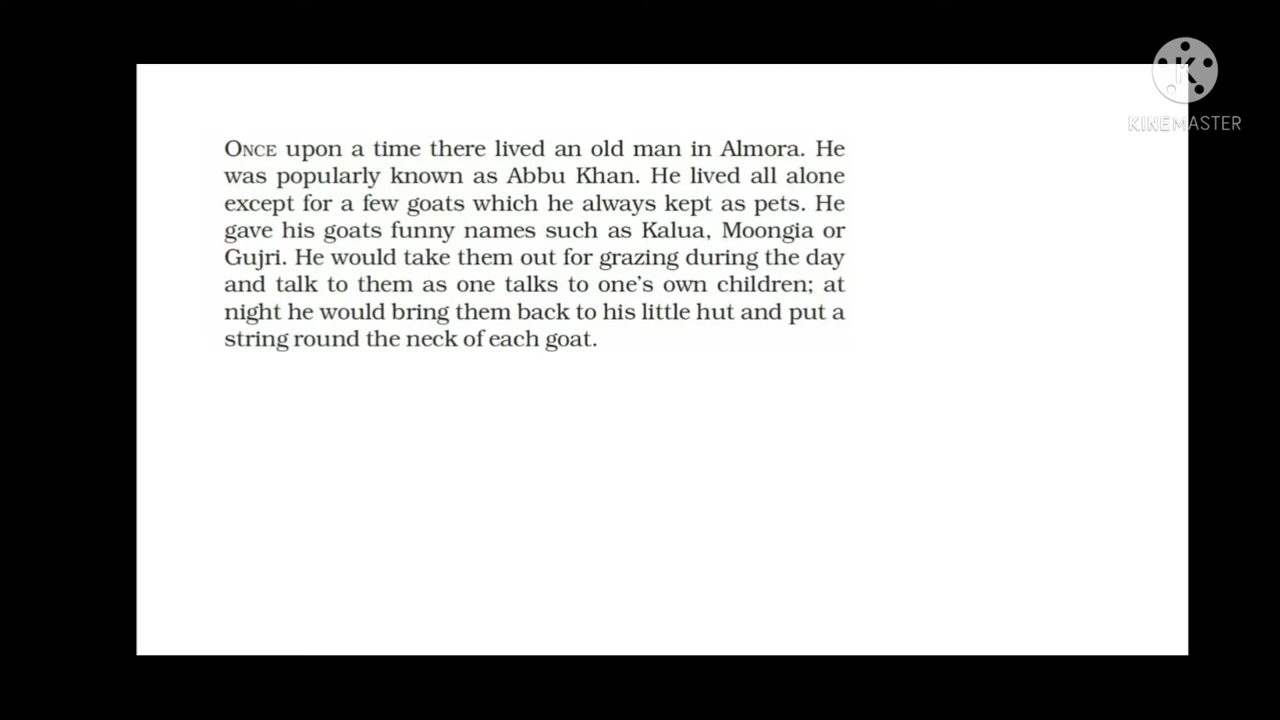 KINEMASTER
ONCE upon a time there lived an old man in Almora. He
was popularly known as Abbu Khan. He lived all alone
except for a few goats which he always kept as pets. He
gave his goats funny names such as Kalua, Moongia or
Gujri. He would take them out for grazing during the day
and talk to them as one talks to one's own children; at
night he would bring them back to his little hut and put a
string round the neck of each goat.